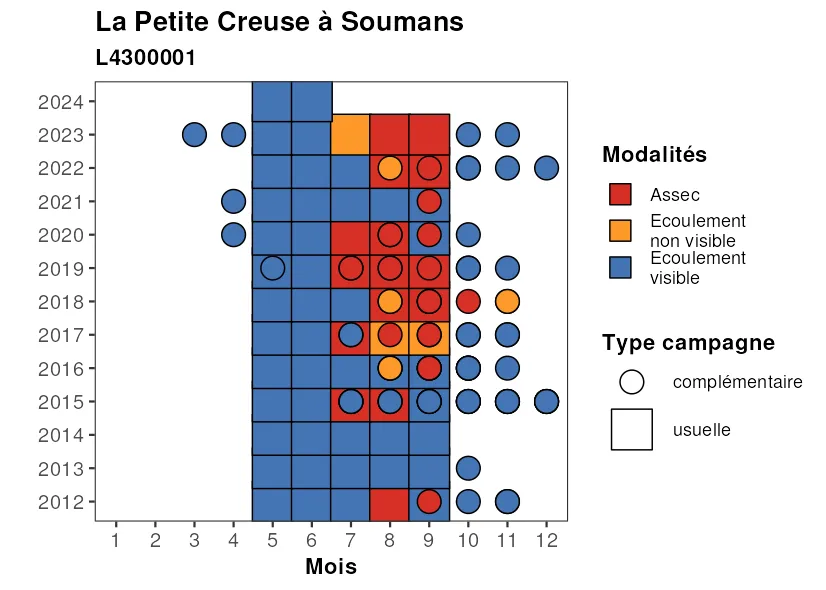 La Petite Creuse à Soumans
L4300001
2024
2023
2022
2021
2020
2019
2018
2017
2016
2015
2014
2013
2012
1 2 3 4 5 6 7 8 9 10 11 12
Mois
Modalités
Assec
Ecoulement
non visible
Ecoulement
visible
Type campagne
complémentaire
usuelle